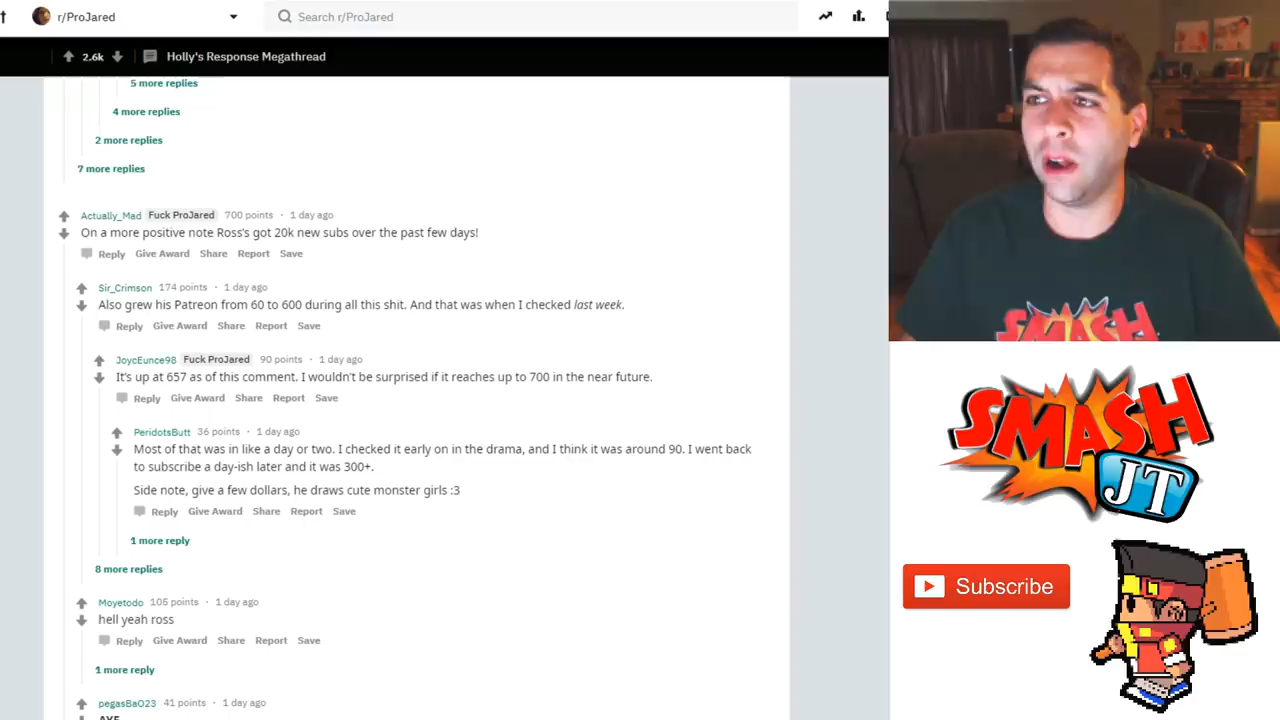 r/ProJared
Search r/ProJared
2.6k Holly's Response Megathread
5 more replies
4 more replies
2 more replies
7 more replies
Actually_Mad Fuck ProJared 700 points · 1 day ago
On a more positive note Ross's got 20k new subs over the past few days!
Reply Give Award Share Report Save
Sir_Crimson 174 points · 1 day ago
Also grew his Patreon from 60 to 600 during all this shit. And that was when I checked last week.
Reply Give Award Share Report Save
JoycEunce98 Fuck ProJared 90 points · 1 day ago
It's up at 657 as of this comment. I wouldn't be surprised if it reaches up to 700 in the near future.
Reply Give Award Share Report Save
PeridotsButt 36 points · 1 day ago
Most of that was in like a day or two. I checked it early on in the drama, and I think it was around 90. I went back
to subscribe a day-ish later and it was 300+.
Side note, give a few dollars, he draws cute monster girls :3
Reply Give Award Share Report Save
1 more reply
8 more replies
Moyetodo 105 points · 1 day ago
hell yeah ross
Reply Give Award Share Report Save
1 more reply
pegasBaO23 41 points · 1 day ago
AYE
SMASH
SMASH
JT
Subscribe